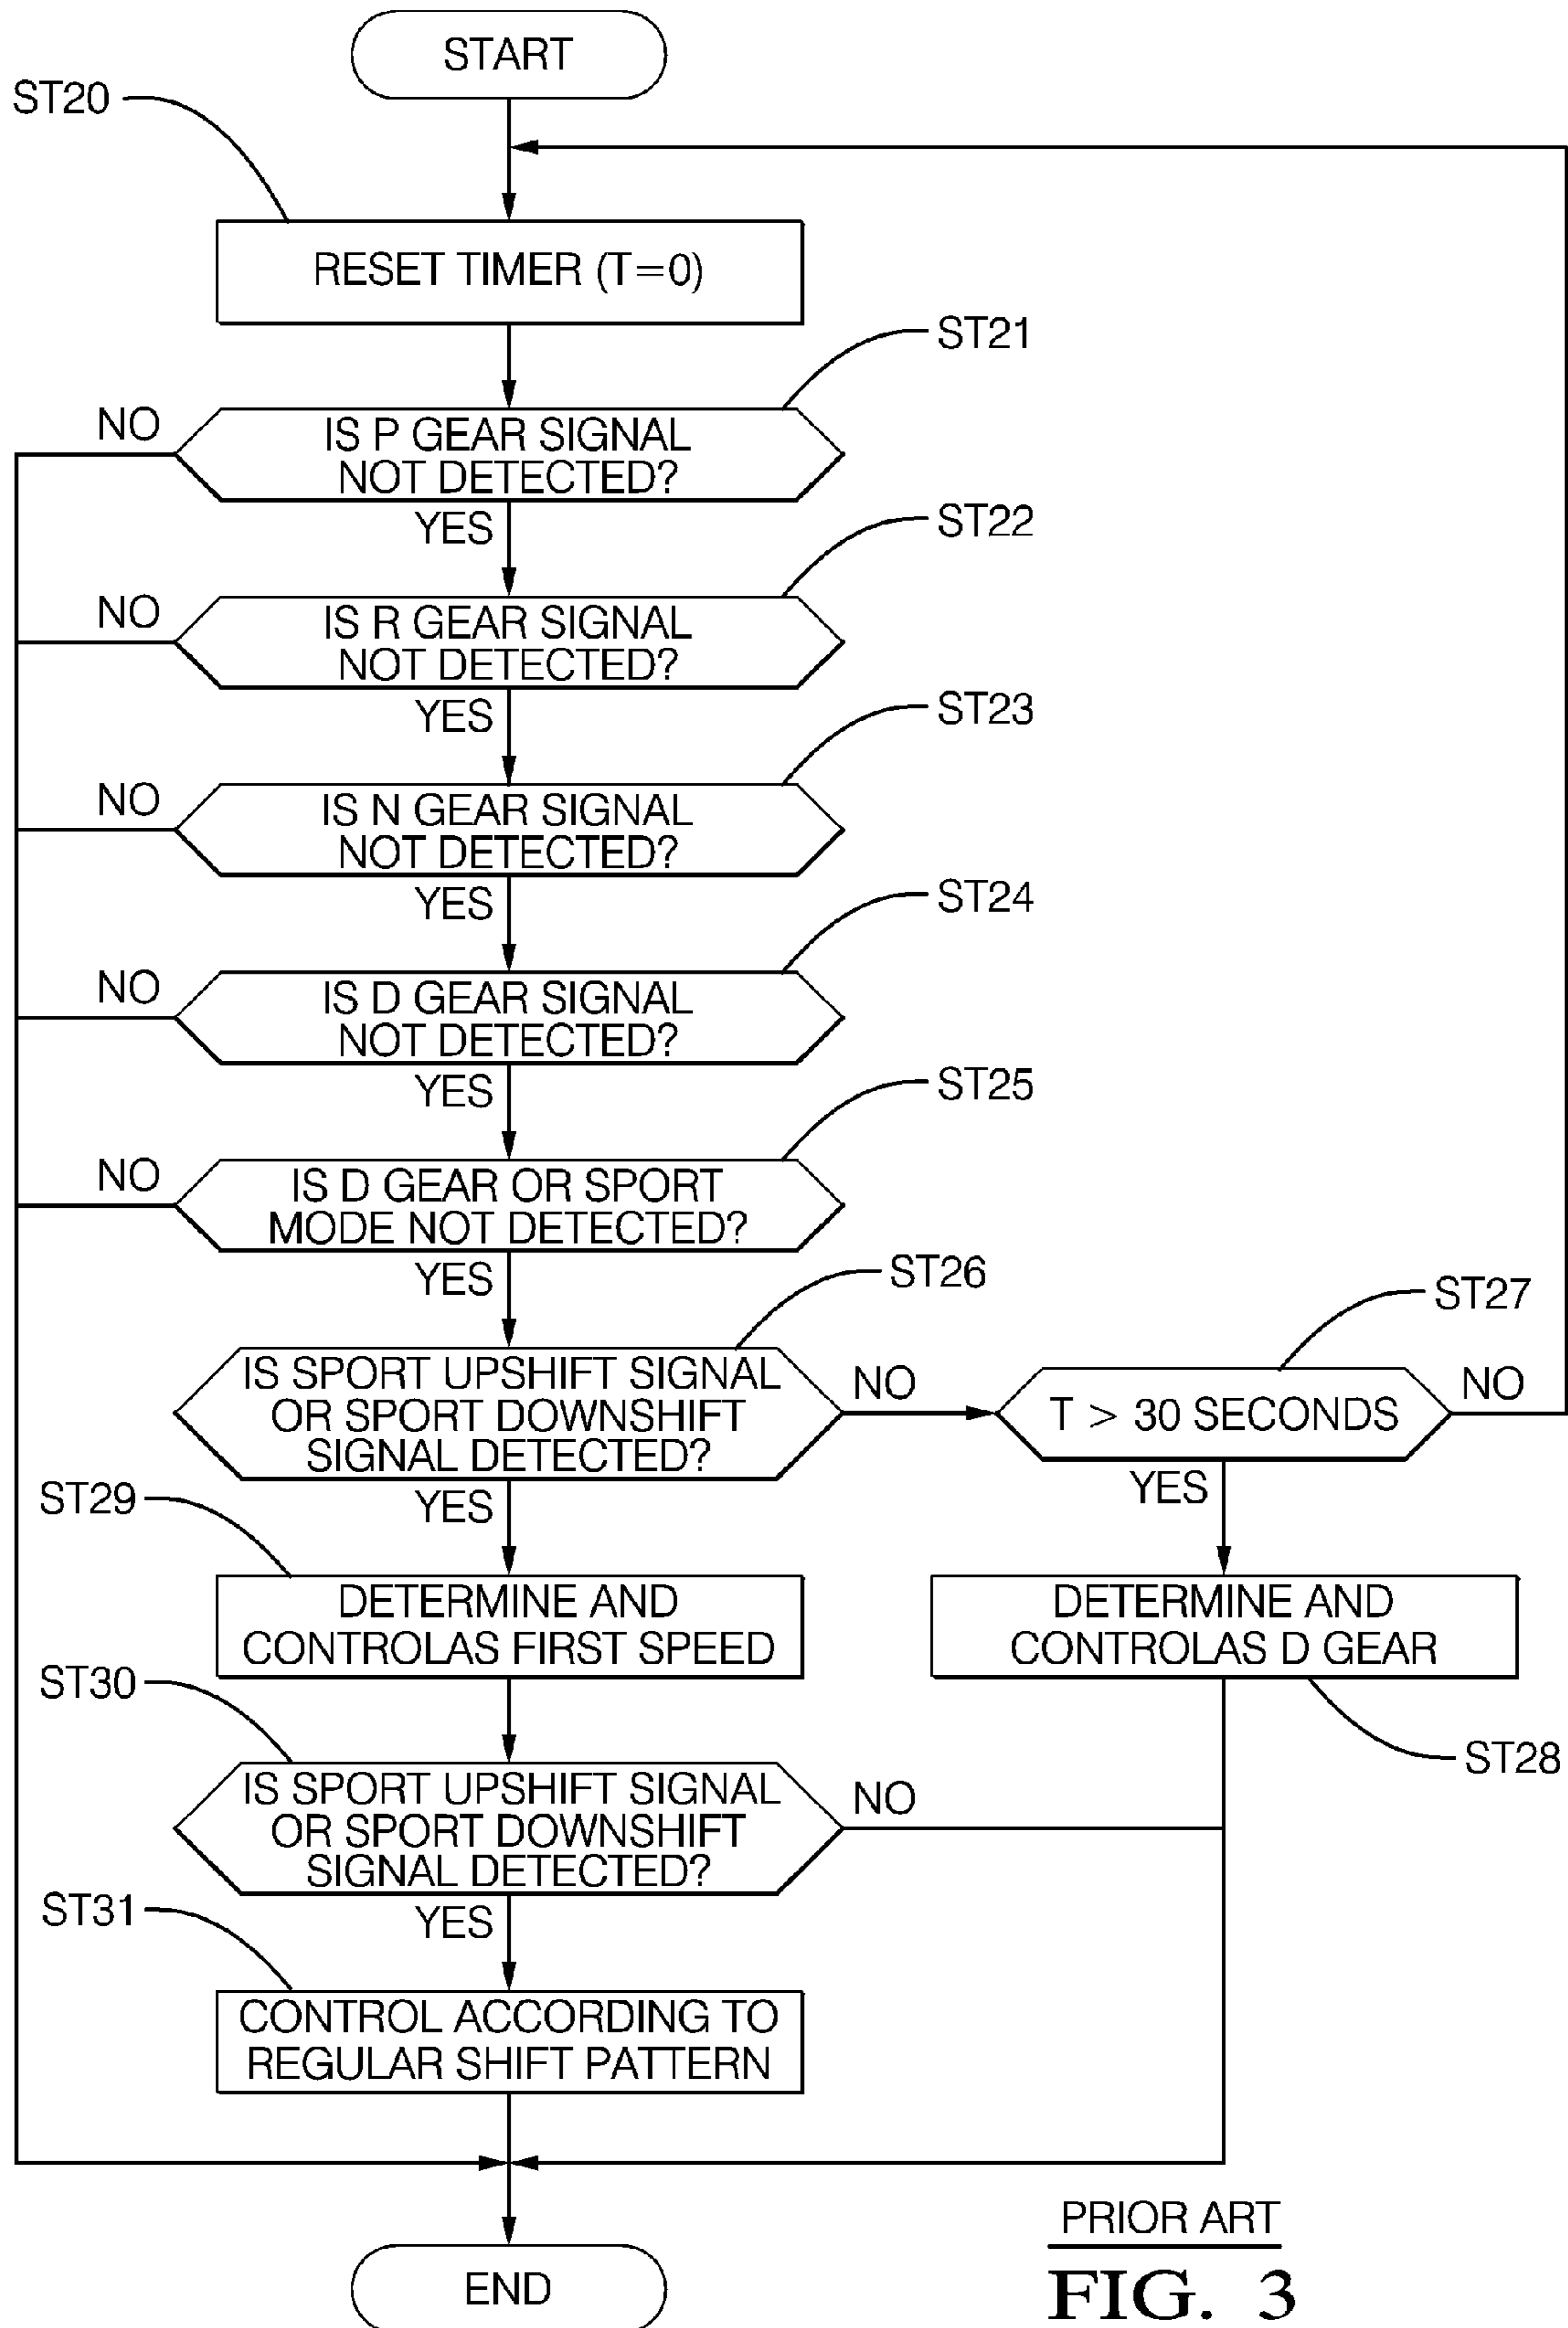 START
ST20
RESET TIMER (T=0)
ST21
NO
IS P GEAR SIGNAL
NOT DETECTED?
YES
ST22
NO
IS R GEAR SIGNAL
NOT DETECTED?
YES
ST23
NO
IS N GEAR SIGNAL
NOT DETECTED?
YES
ST24
NO
IS D GEAR SIGNAL
NOT DETECTED?
YES
ST25
NO
IS D GEAR OR SPORT
MODE NOT DETECTED?
YES
ST26
IS SPORT UPSHIFT SIGNAL
OR SPORT DOWNSHIFT
SIGNAL DETECTED?
NO
ST27
T > 30 SECONDS
NO
YES
YES
ST29
DETERMINE AND
CONTROLAS FIRST SPEED
DETERMINE AND
CONTROLAS D GEAR
ST28
ST30
IS SPORT UPSHIFT SIGNAL
OR SPORT DOWNSHIFT
SIGNAL DETECTED?
NO
YES
ST31
CONTROL ACCORDING TO
REGULAR SHIFT PATTERN
END
PRIOR ART
FIG. 3